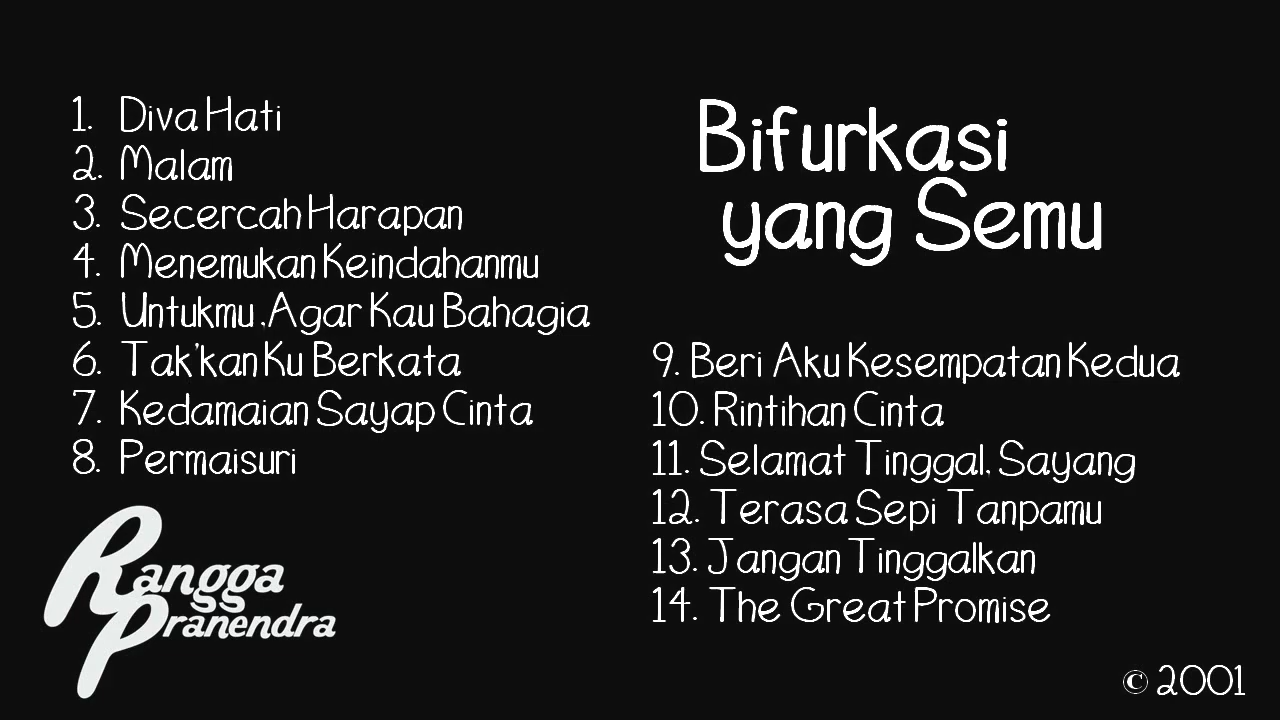 1. Diva Hati
2. Malam
3. Secercah Harapan
4. Menemukan Keindahanmu
5. Untukmu, Agar Kau Bahagia
6. Tak'kan Ku Berkata
7. Kedamaian Sayap Cinta
8. Permaisuri
Rangga
Pranendra
Bifurkasi
yang Semu
9. Beri Aku Kesempatan Kedua
10. Rintihan Cinta
11. Selamat Tinggal, Sayang
12. Terasa Sepi Tanpamu
13. Jangan Tinggalkan
14. The Great Promise
© 2001